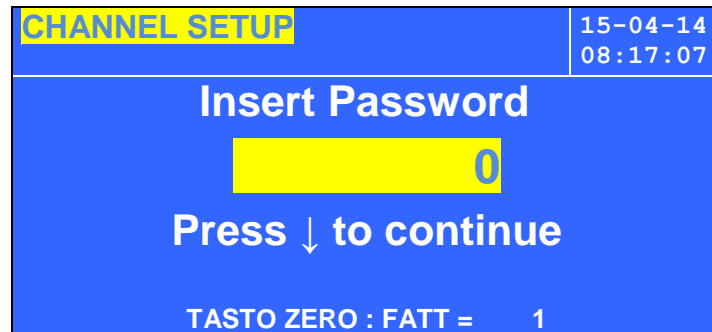 CHANNEL SETUP
15-04-14
08:17:07
Insert Password
0
Press ↓ to continue
TASTO ZERO : FATT = 1